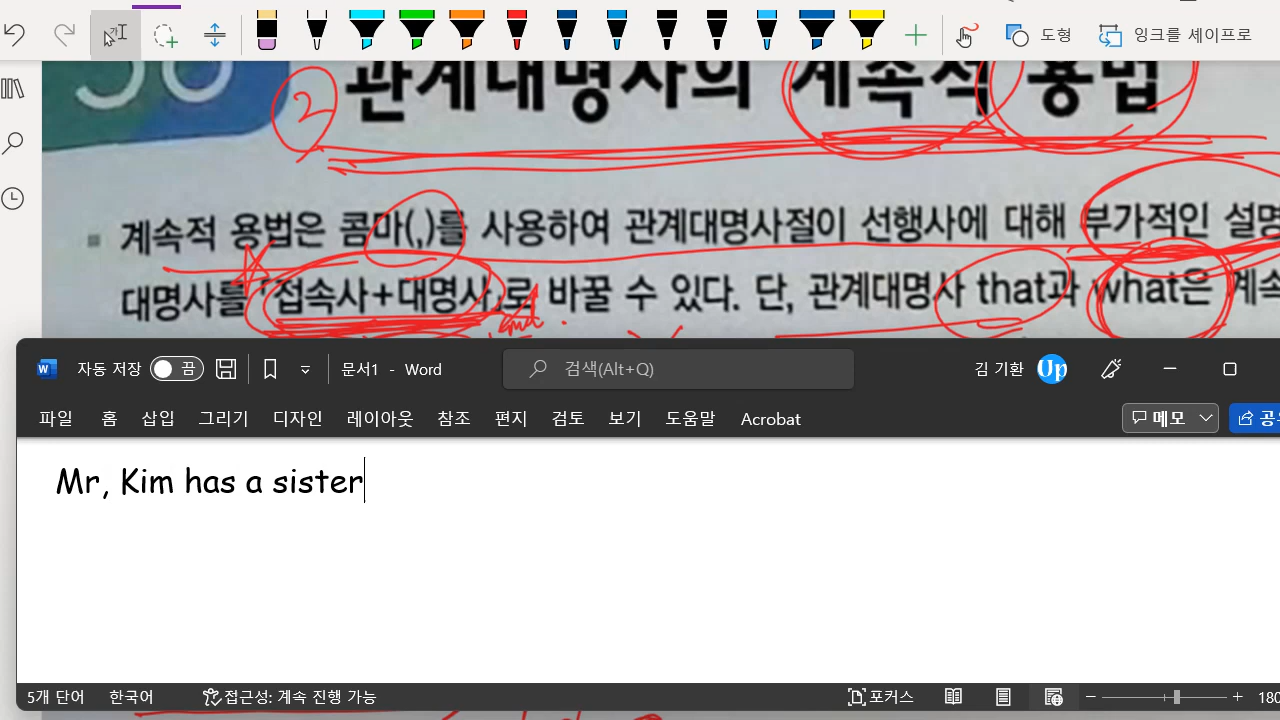 도형
잉크를 셰이프로
관계대명사의 계속적 용법
2
계속적 용법은 콤마(,)를 사용하여 관계대명사절이 선행사에 대해 부가적인 설명
대명사를 「접속사+대명사」로 바꿀 수 있다. 단, 관계대명사 that과 what은 계속
자동 저장 끔 문서1 - Word 검색(Alt+Q) 김 기환 Up
파일 홈 삽입 그리기 디자인 레이아웃 참조 편지 검토 보기 도움말 Acrobat 메모
Mr, Kim has a sister
5개 단어 한국어 접근성: 계속 진행 가능 포커스 180